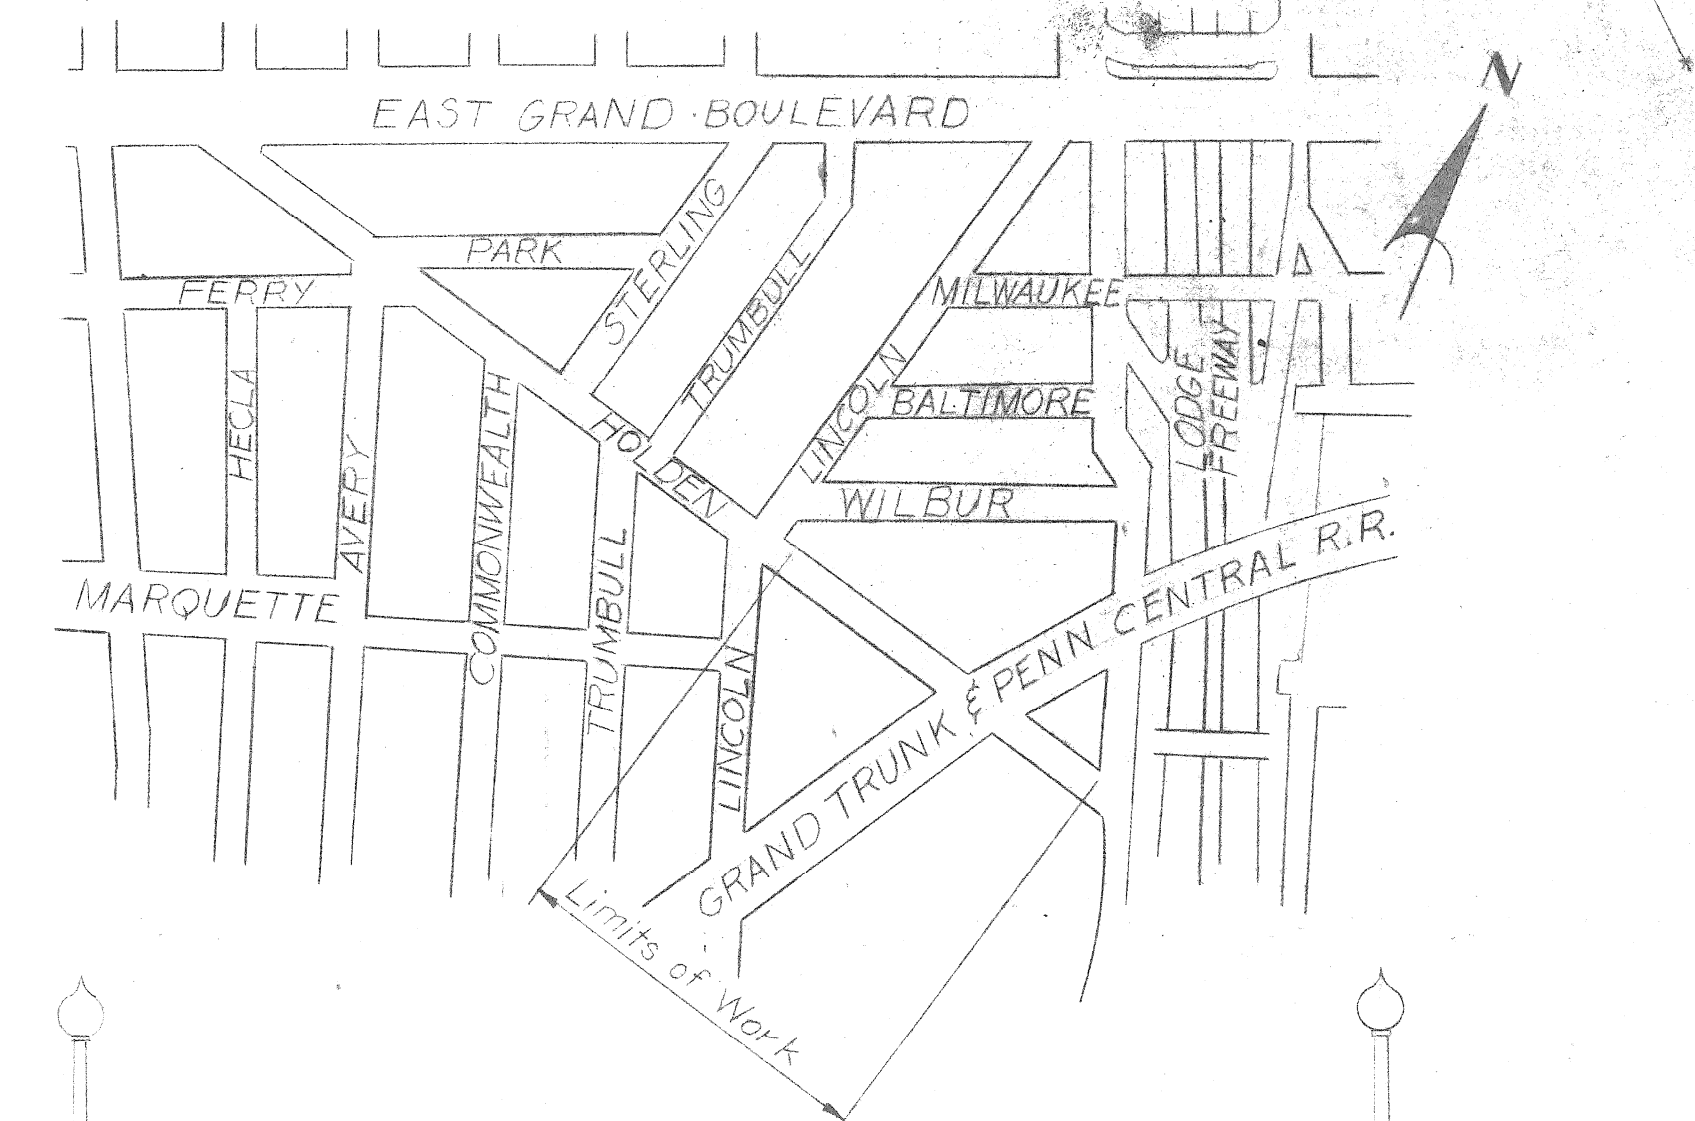 EAST GRAND BOULEVARD
N
PARK
STERLING
TRUMBULL
FERRY
MILWAUKEE
HECLA
AVERY
COMMONWEALTH
HOLDEN
LINCOLN
BALTIMORE
LODGE
FREEWAY
WILBUR
MARQUETTE
TRUMBULL
LINCOLN
GRAND TRUNK & PENN CENTRAL R.R.
Limits of Work